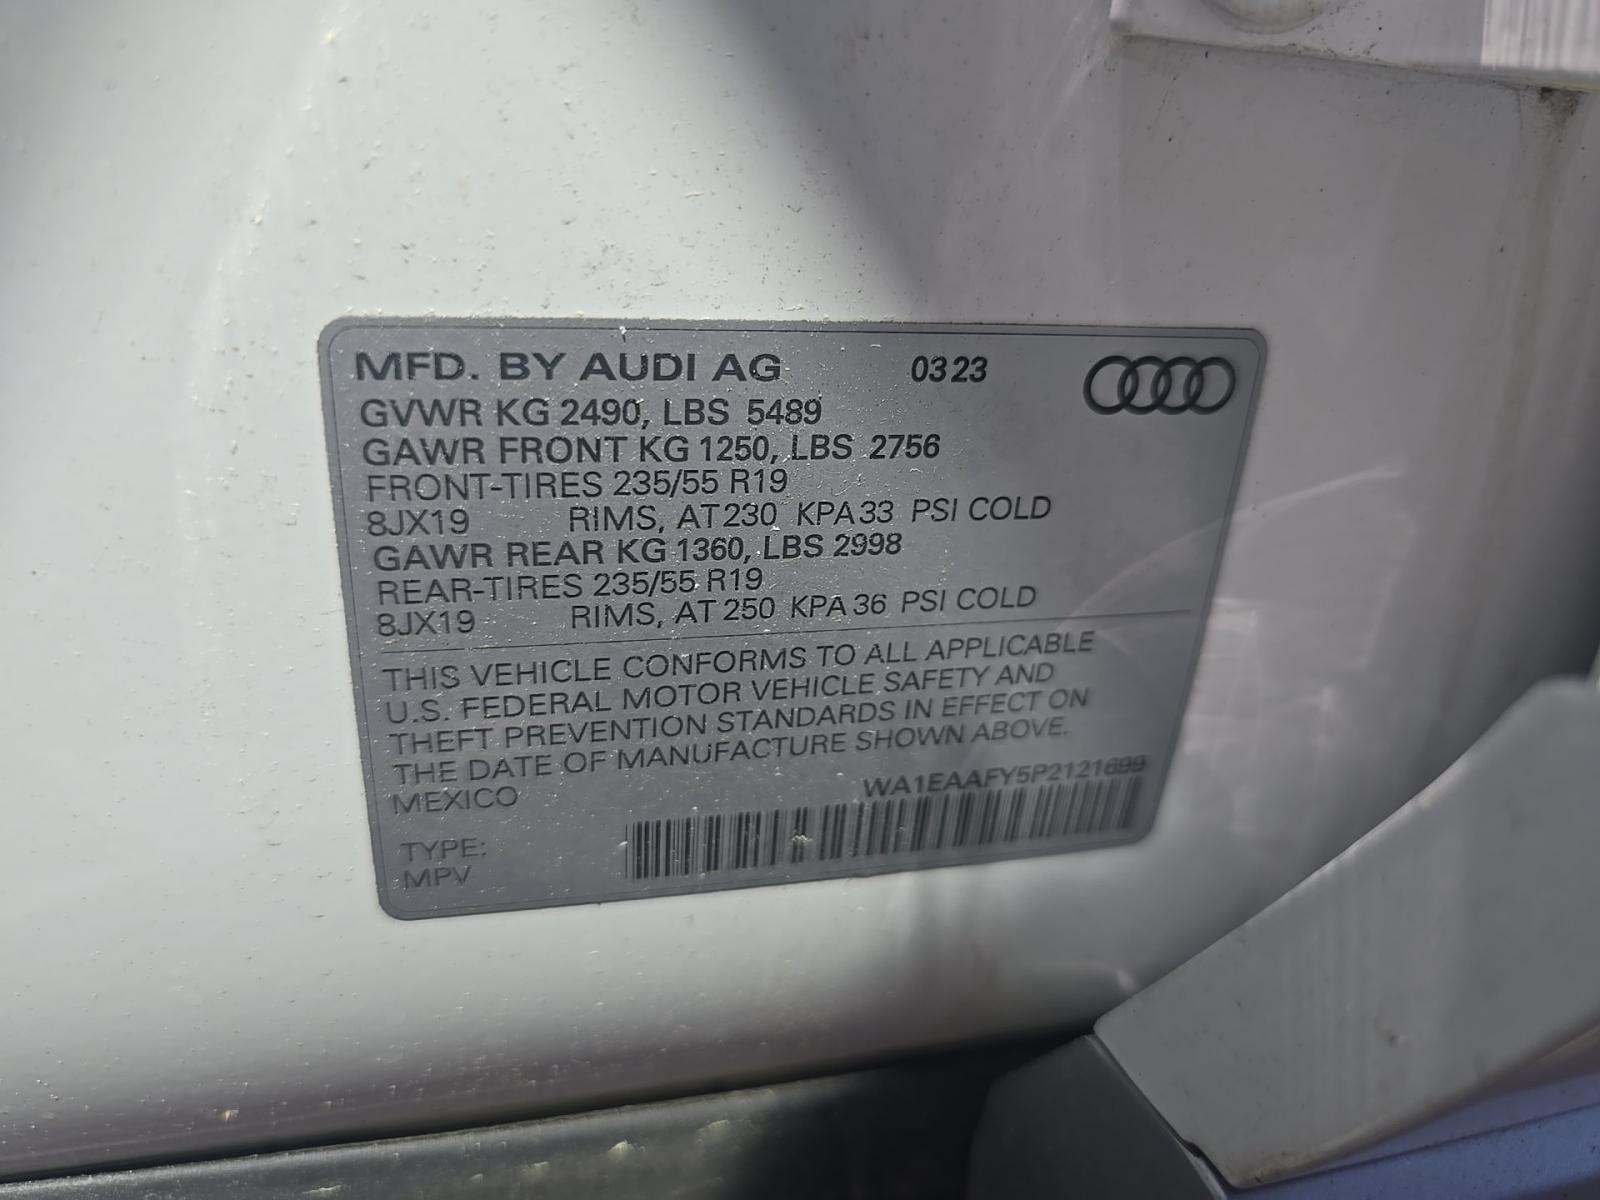 MFD. BY AUDI AG 03 23
GVWR KG 2490, LBS 5489
GAWR FRONT KG 1250, LBS 2756
FRONT-TIRES 235/55 R19
8JX19 RIMS, AT 230 KPA 33 PSI COLD
GAWR REAR KG 1360, LBS 2998
REAR-TIRES 235/55 R19
8JX19 RIMS, AT 250 KPA 36 PSI COLD
THIS VEHICLE CONFORMS TO ALL APPLICABLE
U.S. FEDERAL MOTOR VEHICLE SAFETY AND
THEFT PREVENTION STANDARDS IN EFFECT ON
THE DATE OF MANUFACTURE SHOWN ABOVE.
MEXICO WA1EAAFY5P2121699
TYPE:
MPV